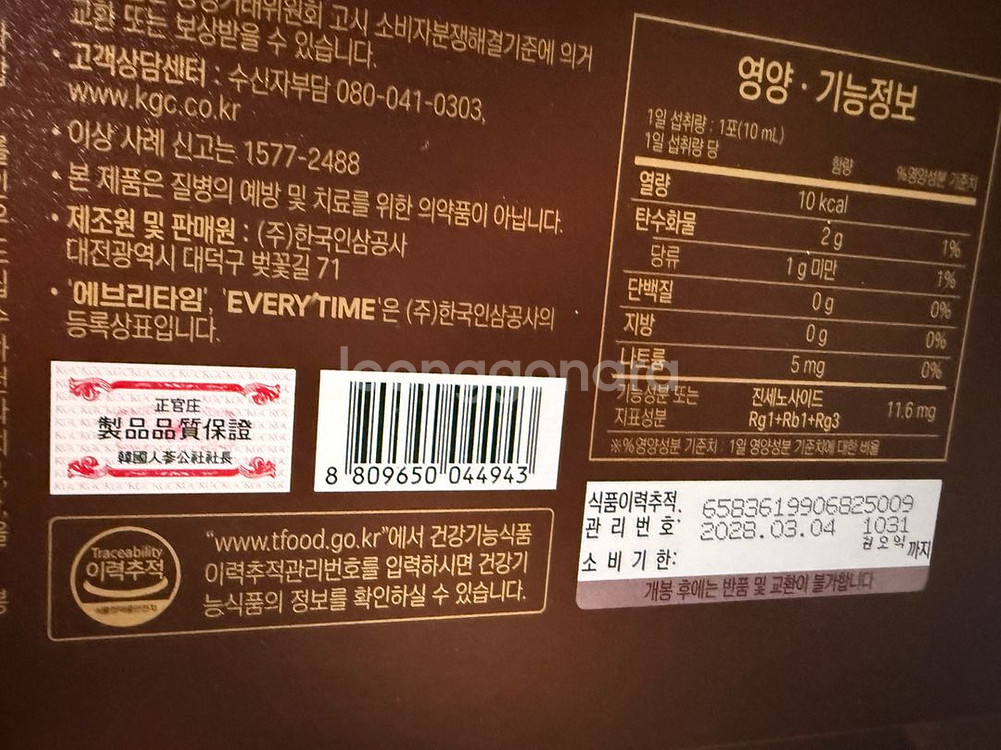 고시 소비자분쟁해결기준에 의거
교환 또는 보상받을 수 있습니다.
• 고객상담센터 : 수신자부담 080-041-0303,
www.kgc.co.kr
• 이상 사례 신고는 1577-2488
• 본 제품은 질병의 예방 및 치료를 위한 의약품이 아닙니다.
• 제조원 및 판매원 : (주)한국인삼공사
대전광역시 대덕구 벚꽃길 71
• '에브리타임', 'EVERYTIME'은 (주)한국인삼공사의
등록상표입니다.
正官庄
製品品質保證
韓國人蔘公社社長
8 809650 044943
Traceability
이력추적
"www.tfood.go.kr"에서 건강기능식품
이력추적관리번호를 입력하시면 건강기
능식품의 정보를 확인하실 수 있습니다.
영양·기능정보
1일 섭취량 : 1포(10 mL)
1일 섭취량 당 함량 %영양성분 기준치
열량 10 kcal
탄수화물 2 g 1%
당류 1 g 미만 1%
단백질 0 g 0%
지방 0 g 0%
나트륨 5 mg 0%
기능성분 또는 진세노사이드
지표성분 Rg1+Rb1+Rg3 11.6 mg
※%영양성분 기준치 : 1일 영양성분 기준치에 대한 비율
식품이력추적 6583619906825009
관리번호: 2028.03.04 1031
소비기한: 까지
개봉 후에는 반품 및 교환이 불가합니다
loonggongrg